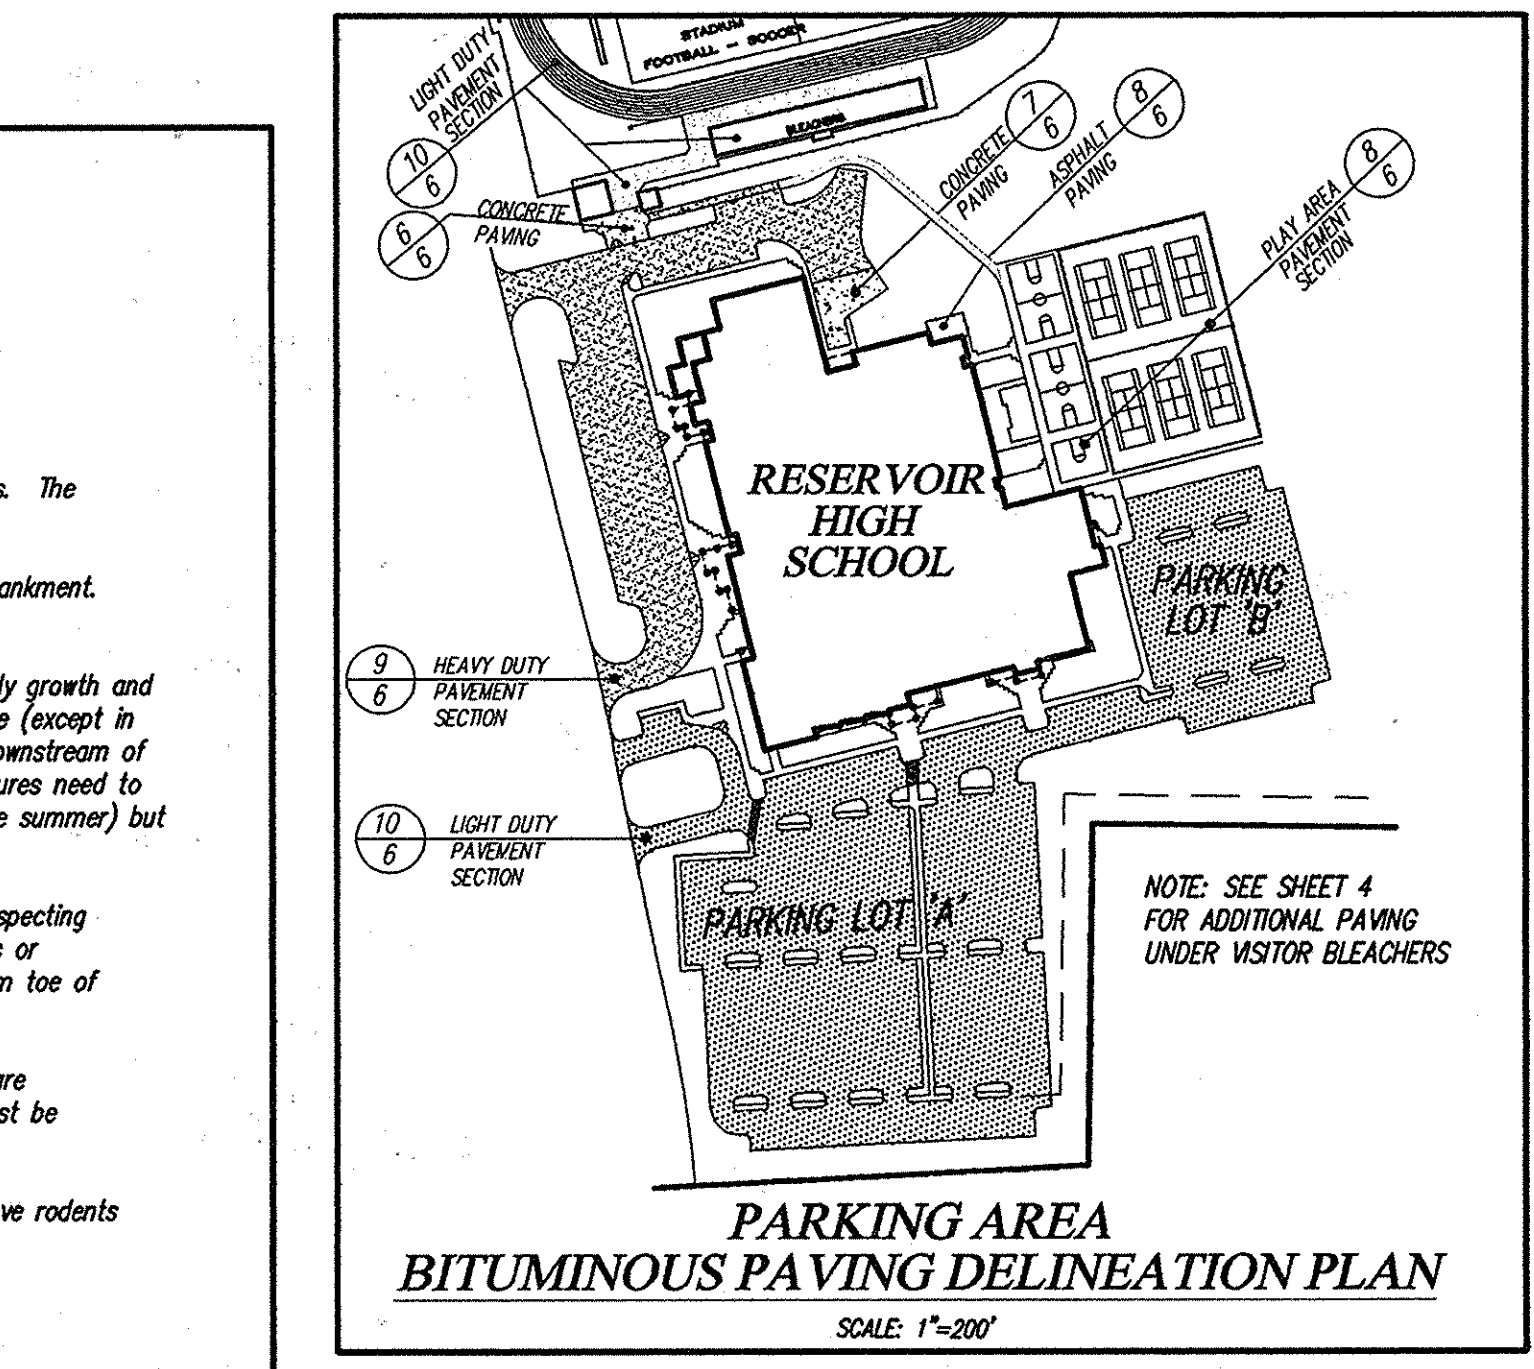 s. The
ankment.
ly growth and
e (except in
ownstream of
ures need to
e summer) but
specting
s or
m toe of
are
st be
ve rodents
STADIUM
FOOTBALL - SOCCER
BLEACHERS
LIGHT DUTY
PAVEMENT
SECTION
10
6
6
6
CONCRETE
PAVING
CONCRETE
PAVING
7
6
ASPHALT
PAVING
8
6
PLAY AREA
PAVEMENT
SECTION
8
6
RESERVOIR
HIGH
SCHOOL
PARKING
LOT 'B'
9
6
HEAVY DUTY
PAVEMENT
SECTION
10
6
LIGHT DUTY
PAVEMENT
SECTION
PARKING LOT 'A'
NOTE: SEE SHEET 4
FOR ADDITIONAL PAVING
UNDER VISITOR BLEACHERS
PARKING AREA
BITUMINOUS PAVING DELINEATION PLAN
SCALE: 1"=200'